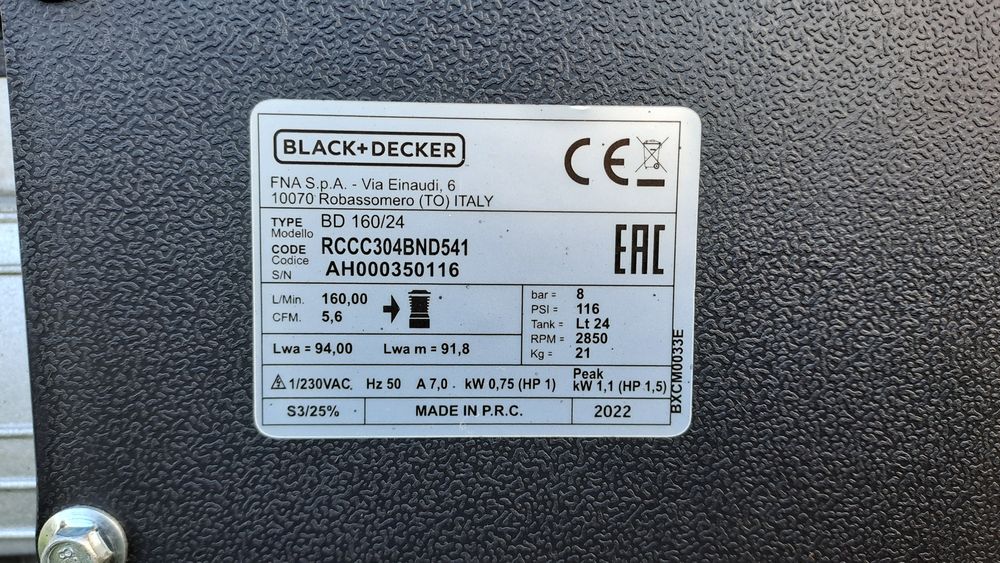 BLACK+DECKER
CE
FNA S.p.A. - Via Einaudi, 6
10070 Robassomero (TO) ITALY
TYPE BD 160/24
Modello
CODE RCCC304BND541
Codice
S/N AH000350116
EAC
L/Min. 160,00
CFM. 5,6
Lwa = 94,00 Lwa m = 91,8
bar = 8
PSI = 116
Tank = Lt 24
RPM = 2850
Kg = 21
1/230VAC, Hz 50 A 7,0 kW 0,75 (HP 1) Peak kW 1,1 (HP 1,5)
S3/25% MADE IN P.R.C. 2022
BXCM0033E
8